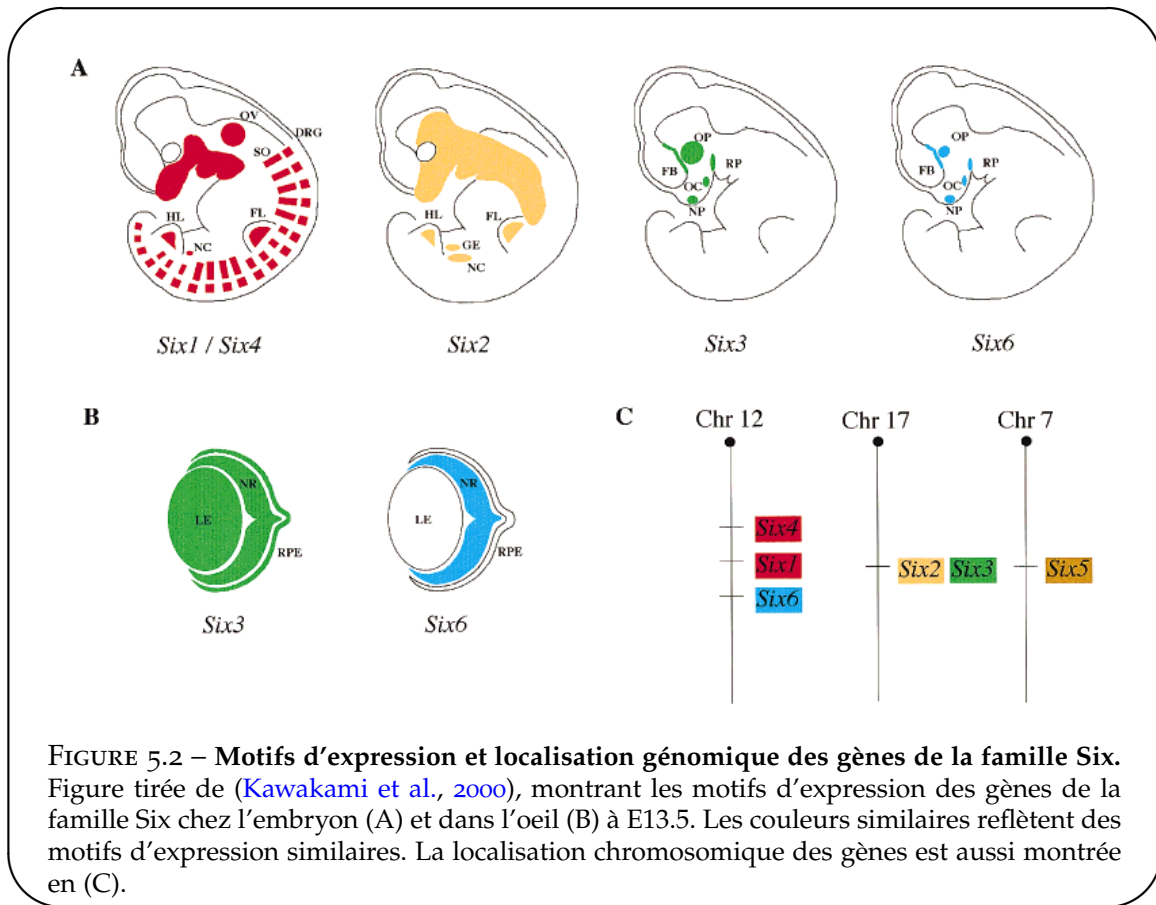 A
OV
DRG
SO
HL
FL
NC
Six1 / Six4
HL
FL
GE
NC
Six2
OP
FB
RP
OC
NP
Six3
OP
FB
RP
OC
NP
Six6
B
LE
NR
RPE
Six3
LE
NR
RPE
Six6
C
Chr 12
Chr 17
Chr 7
Six4
Six1
Six6
Six2
Six3
Six5
FIGURE 5.2 – Motifs d'expression et localisation génomique des gènes de la famille Six.
Figure tirée de (Kawakami et al., 2000), montrant les motifs d'expression des gènes de la
famille Six chez l'embryon (A) et dans l'oeil (B) à E13.5. Les couleurs similaires reflètent des
motifs d'expression similaires. La localisation chromosomique des gènes est aussi montrée
en (C).